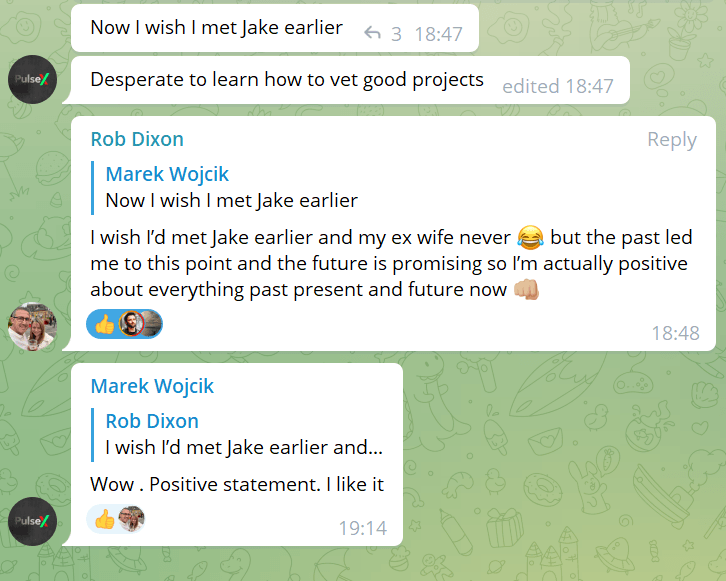 Now I wish I met Jake earlier 3 18:47
Desperate to learn how to vet good projects edited 18:47
PulseX
Rob Dixon Reply
Marek Wojcik
Now I wish I met Jake earlier
I wish I’d met Jake earlier and my ex wife never 😂 but the past led
me to this point and the future is promising so I’m actually positive
about everything past present and future now 👊🏼
👍
18:48
Marek Wojcik
Rob Dixon
I wish I’d met Jake earlier and...
Wow . Positive statement. I like it
👍
PulseX
19:14